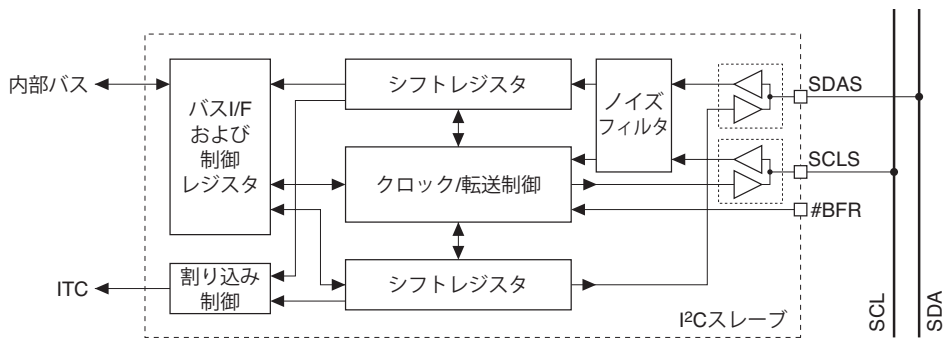 内部バス
バスI/F
および
制御
レジスタ
シフトレジスタ
ノイズ
フィルタ
クロック/転送制御
シフトレジスタ
割り込み
制御
ITC
SDAS
SCLS
#BFR
I²Cスレーブ
SCL
SDA